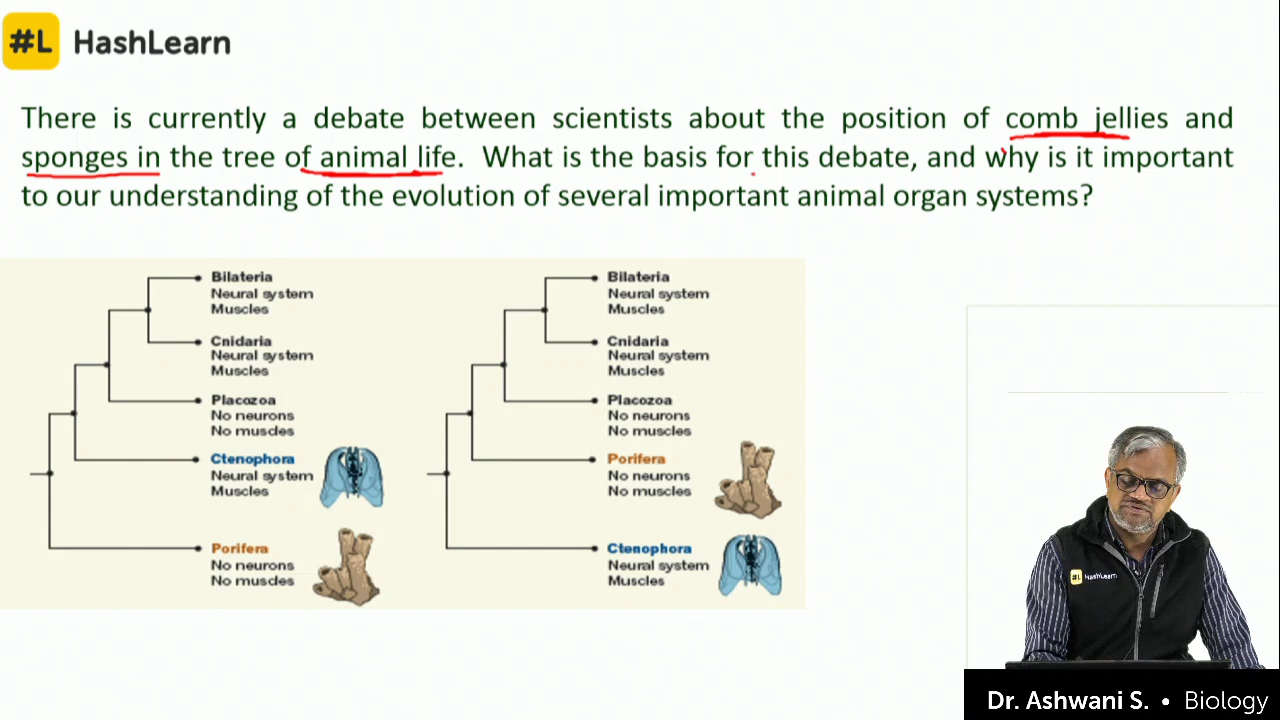 #L HashLearn
There is currently a debate between scientists about the position of comb jellies and
sponges in the tree of animal life. What is the basis for this debate, and why is it important
to our understanding of the evolution of several important animal organ systems?
Bilateria
Neural system
Muscles
Cnidaria
Neural system
Muscles
Placozoa
No neurons
No muscles
Ctenophora
Neural system
Muscles
Porifera
No neurons
No muscles
Bilateria
Neural system
Muscles
Cnidaria
Neural system
Muscles
Placozoa
No neurons
No muscles
Porifera
No neurons
No muscles
Ctenophora
Neural system
Muscles
#L HashLearn
Dr. Ashwani S. • Biology